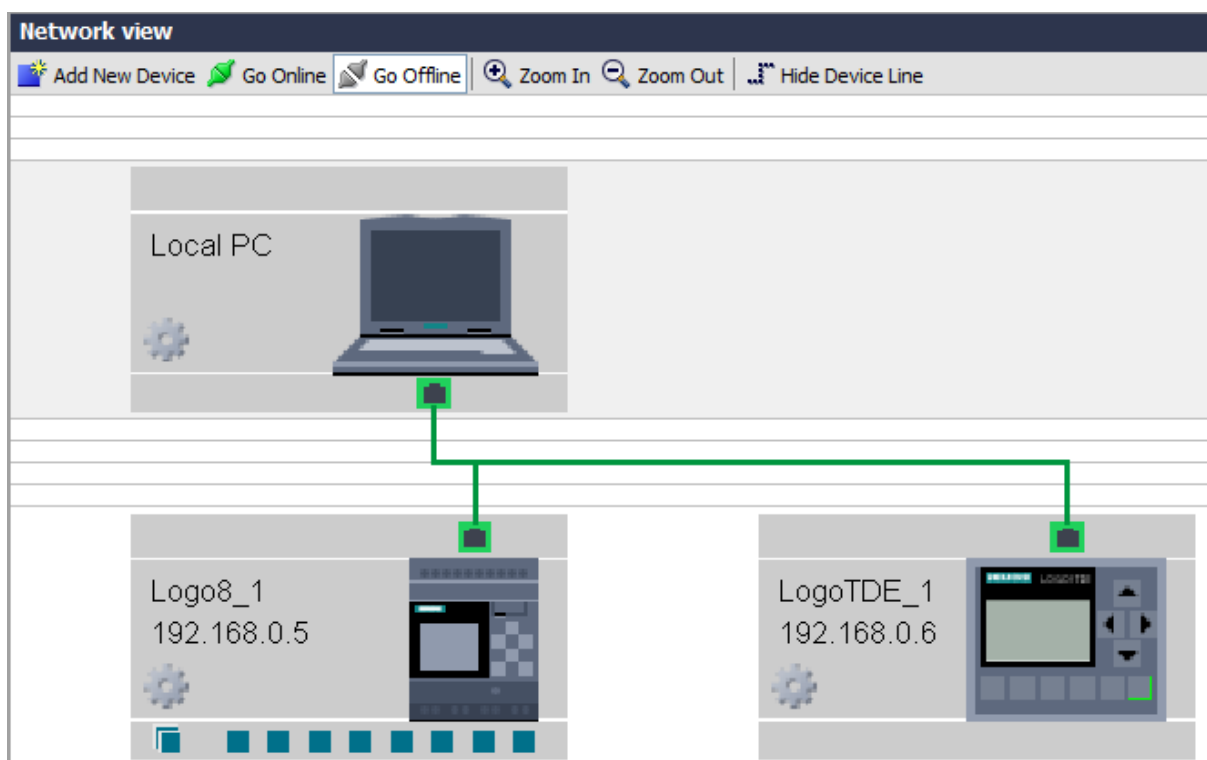 Network view
Add New Device Go Online Go Offline Zoom In Zoom Out Hide Device Line
Local PC
Logo8_1
192.168.0.5
LogoTDE_1
192.168.0.6